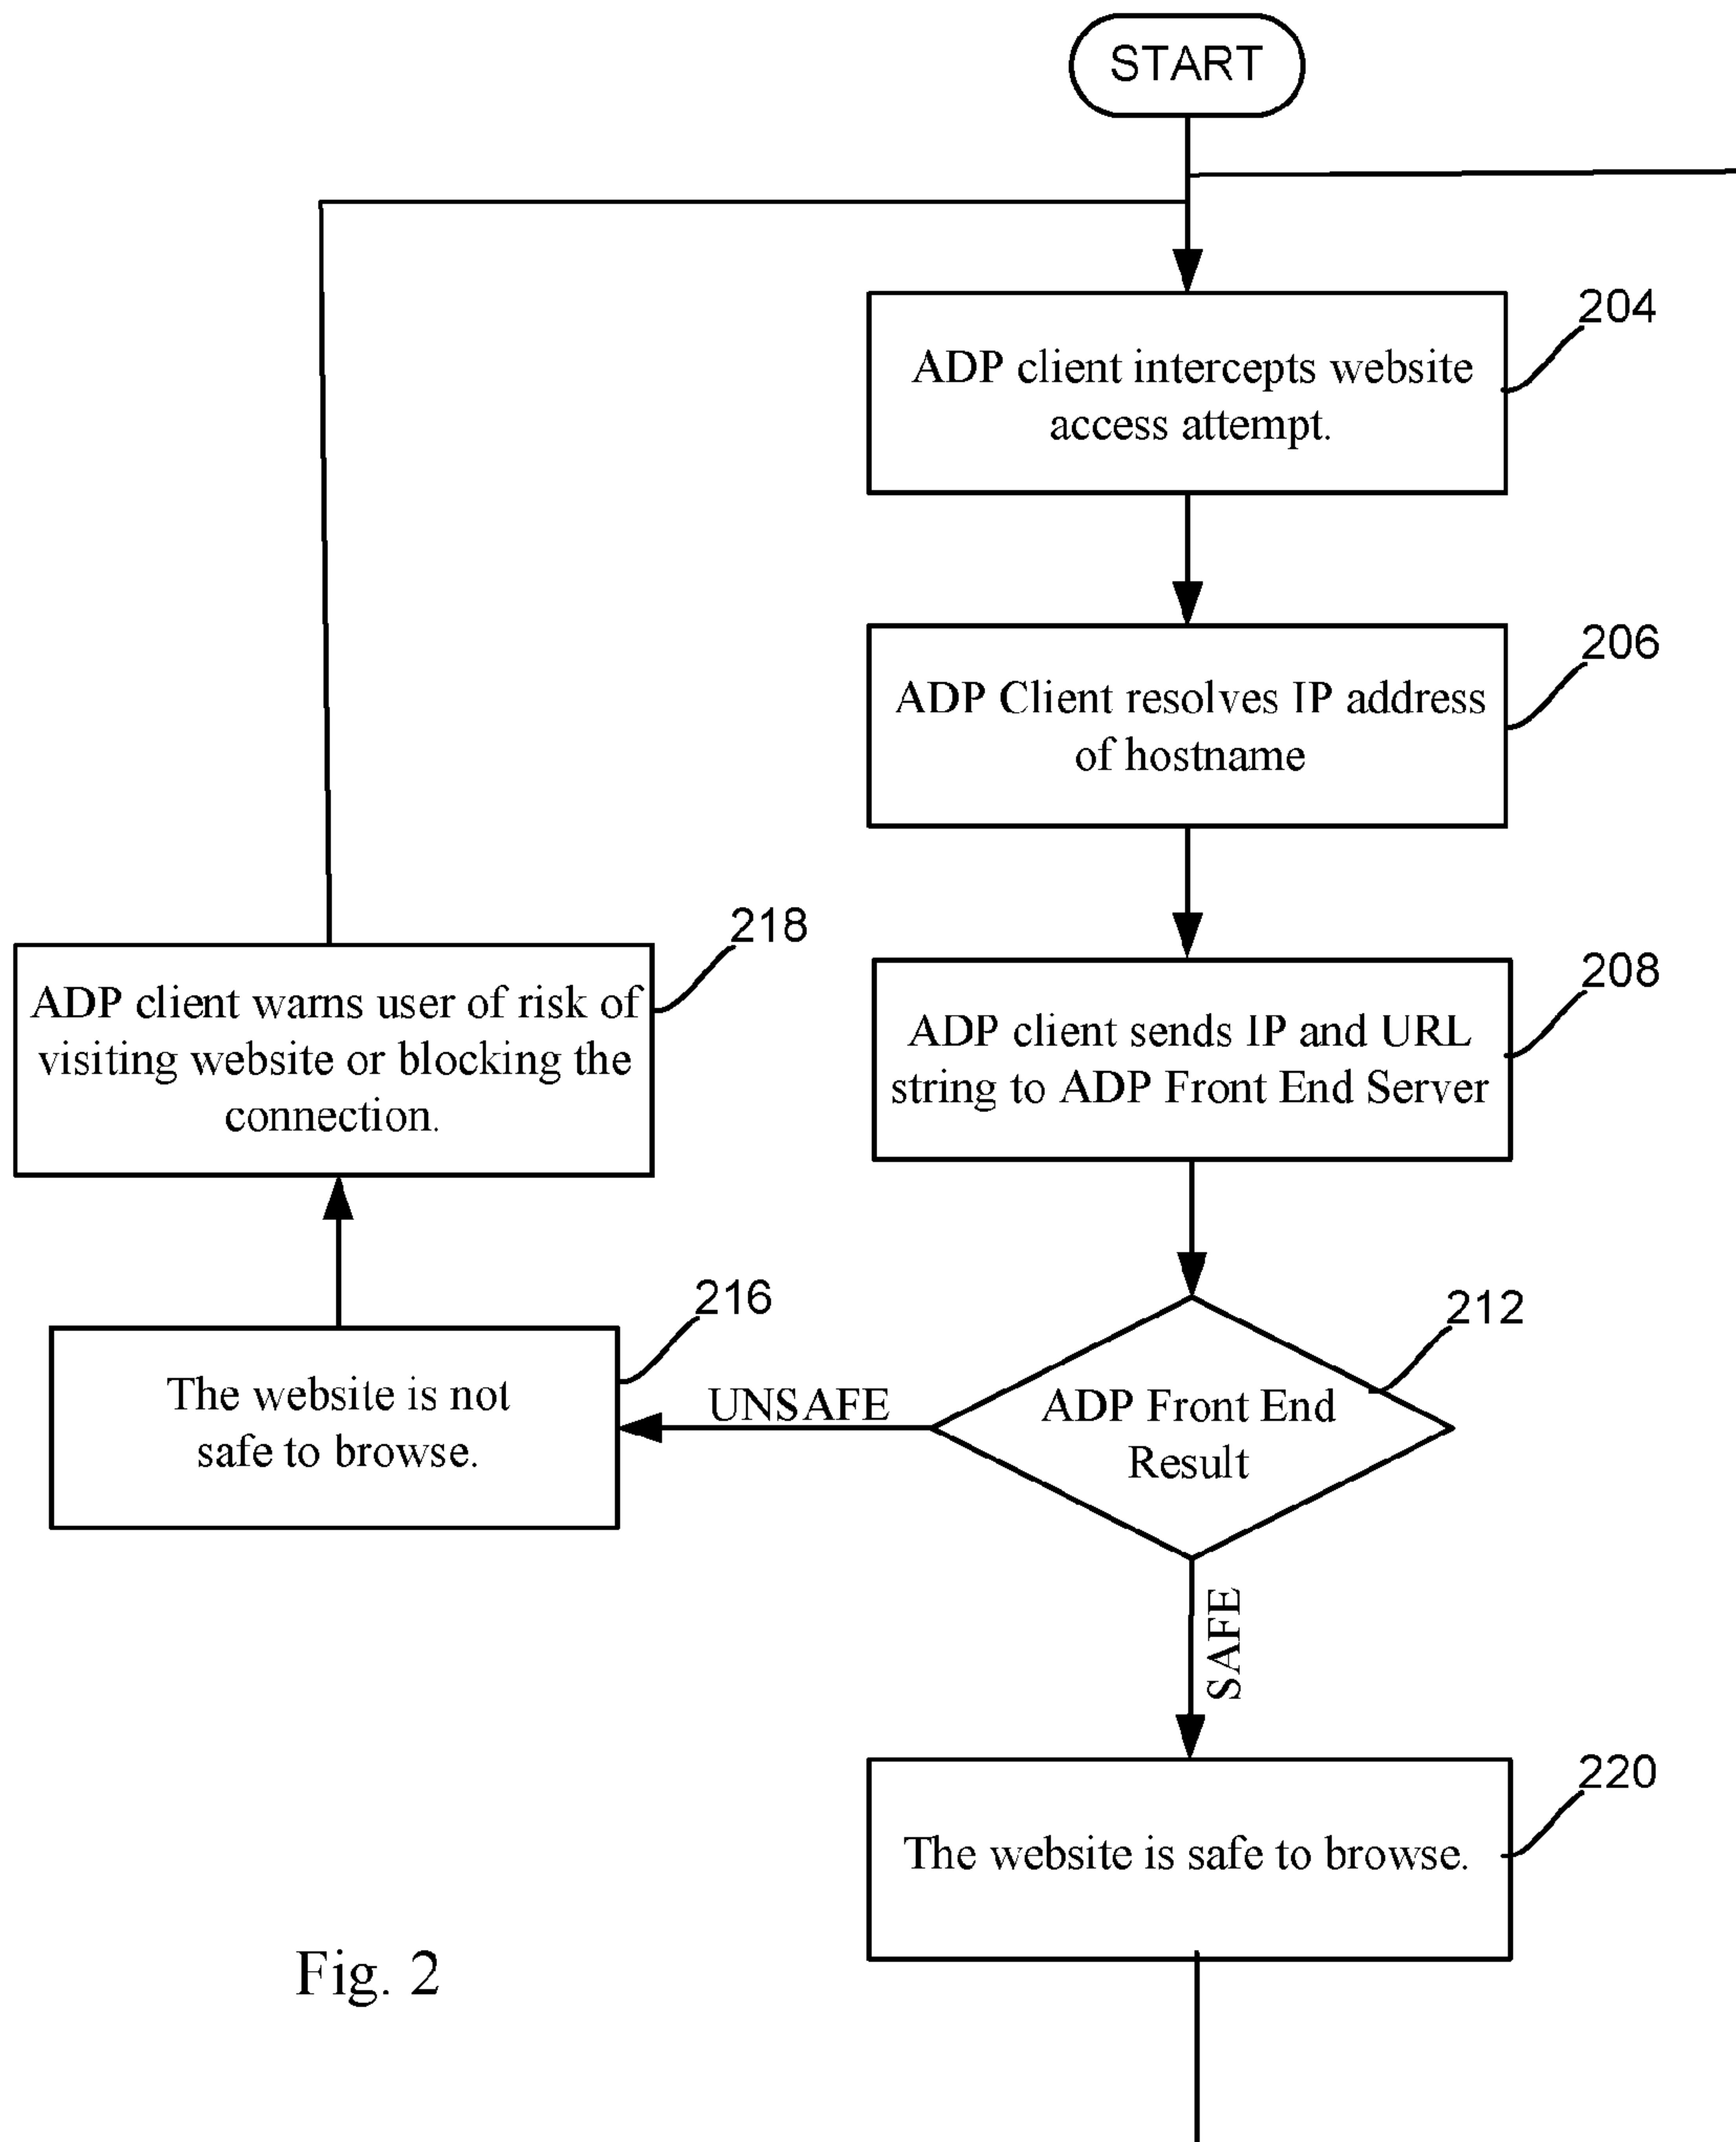 START
204
ADP client intercepts website
access attempt.
206
ADP Client resolves IP address
of hostname
218
ADP client warns user of risk of
visiting website or blocking the
connection.
208
ADP client sends IP and URL
string to ADP Front End Server
216
The website is not
safe to browse.
UNSAFE
212
ADP Front End
Result
SAFE
220
The website is safe to browse.
Fig. 2